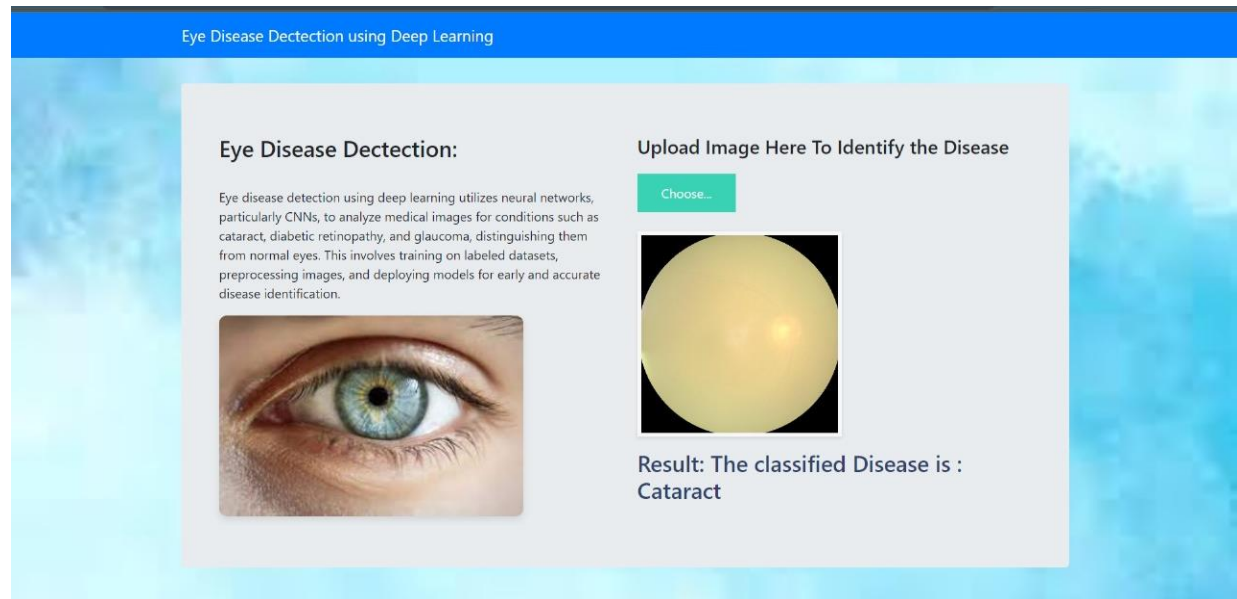 Eye Disease Dectection using Deep Learning
Eye Disease Dectection:
Eye disease detection using deep learning utilizes neural networks,
particularly CNNs, to analyze medical images for conditions such as
cataract, diabetic retinopathy, and glaucoma, distinguishing them
from normal eyes. This involves training on labeled datasets,
preprocessing images, and deploying models for early and accurate
disease identification.
Upload Image Here To Identify the Disease
Choose...
Result: The classified Disease is :
Cataract